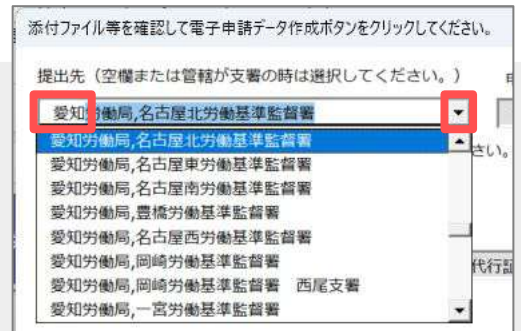 添付ファイル等を確認して電子申請データ作成ボタンをクリックしてください。
提出先（空欄または管轄が支署の時は選択してください。）
愛知労働局,名古屋北労働基準監督署
愛知労働局,名古屋北労働基準監督署
さい。
愛知労働局,名古屋東労働基準監督署
愛知労働局,名古屋南労働基準監督署
愛知労働局,豊橋労働基準監督署
愛知労働局,名古屋西労働基準監督署
愛知労働局,岡崎労働基準監督署
代行
愛知労働局,岡崎労働基準監督署　西尾支署
愛知労働局,一宮労働基準監督署